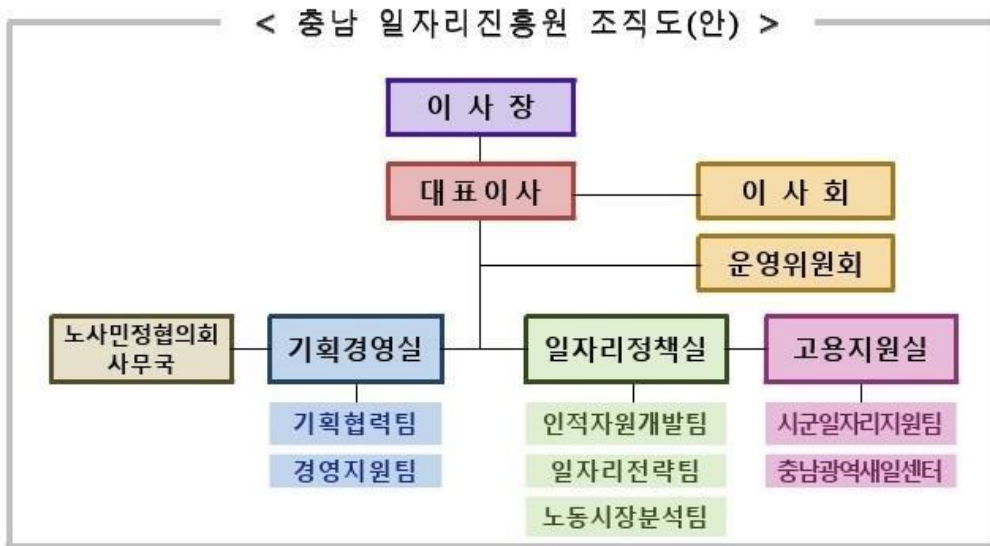 < 충남 일자리진흥원 조직도(안) >
이 사 장
대표이사
이 사 회
운영위원회
노사민정협의회
사무국
기획경영실
일자리정책실
고용지원실
기획협력팀
인적자원개발팀
시군일자리지원팀
경영지원팀
일자리전략팀
충남광역새일센터
노동시장분석팀